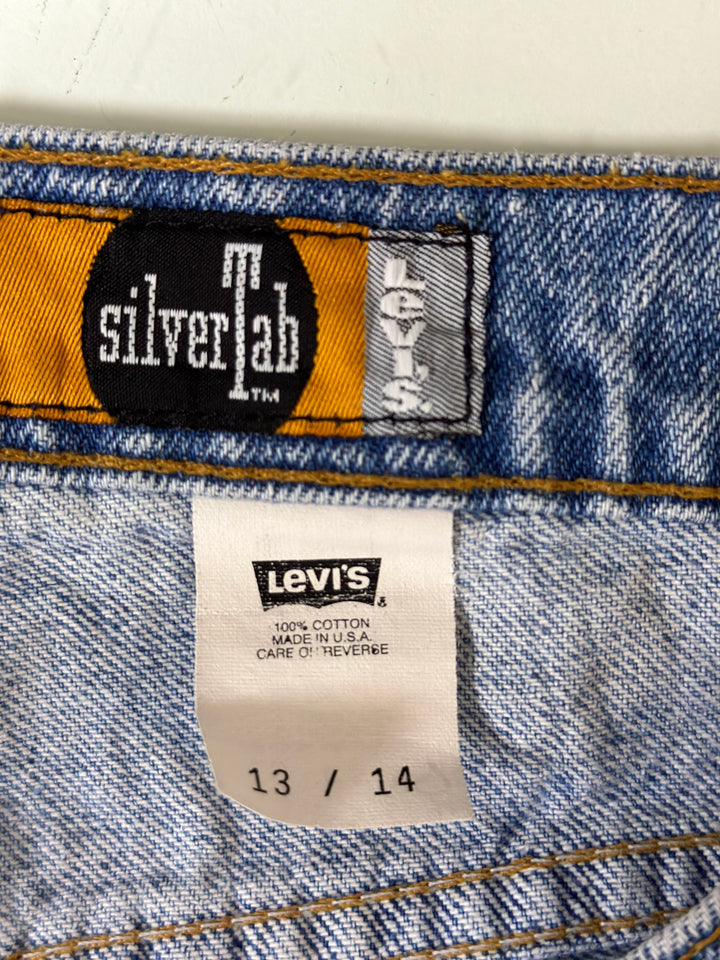 silverTab
TM
LEVI'S.
LEVI'S
100% COTTON
MADE IN U.S.A.
CARE ON REVERSE
13 / 14